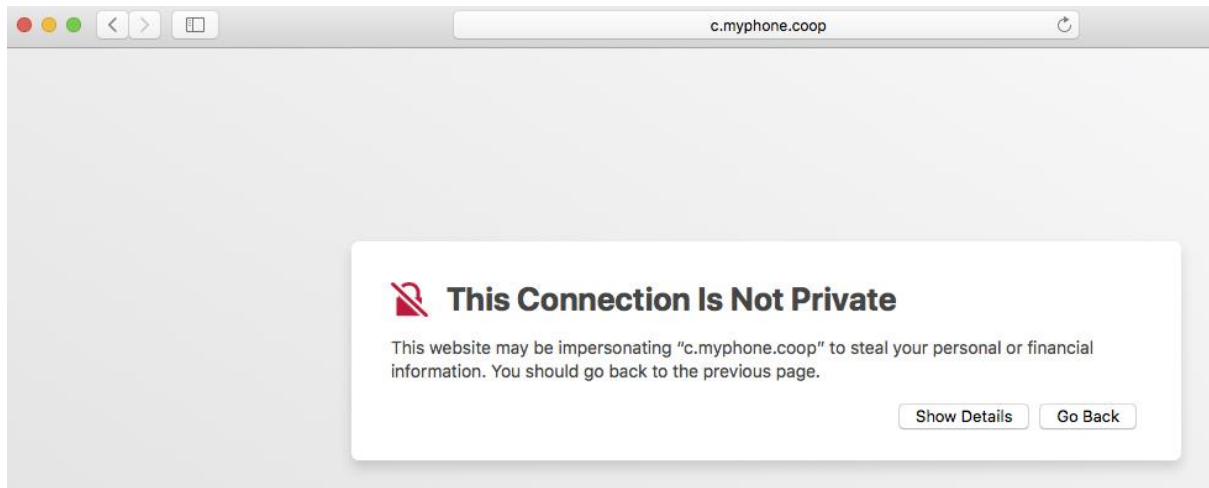 c.myphone.coop
This Connection Is Not Private
This website may be impersonating “c.myphone.coop” to steal your personal or financial
information. You should go back to the previous page.
Show Details Go Back